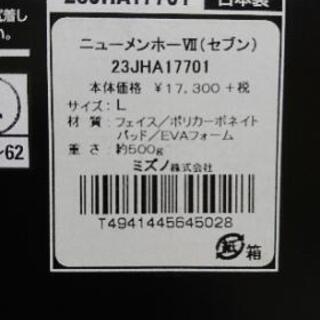 23JHA17701 日本製
ニューメンホーⅦ(セブン)
23JHA17701
本体価格 ¥17,300+税
サイズ:L
材 質:フェイス/ポリカーボネイト
パッド/EVAフォーム
重 さ:約500g
ミズノ株式会社
T4941445645028
紙 箱
~62